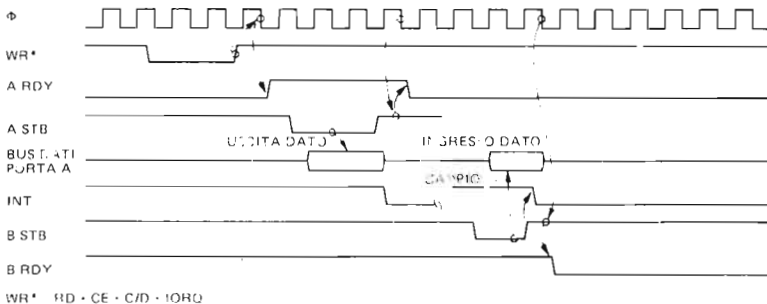 Φ
WR*
A RDY
A STB
USCITA DATO INGRESSO DATO
BUS DATI
PORTA A
CAMPIO
INT
B STB
B RDY
WR* RD · CE · C/D · IORQ